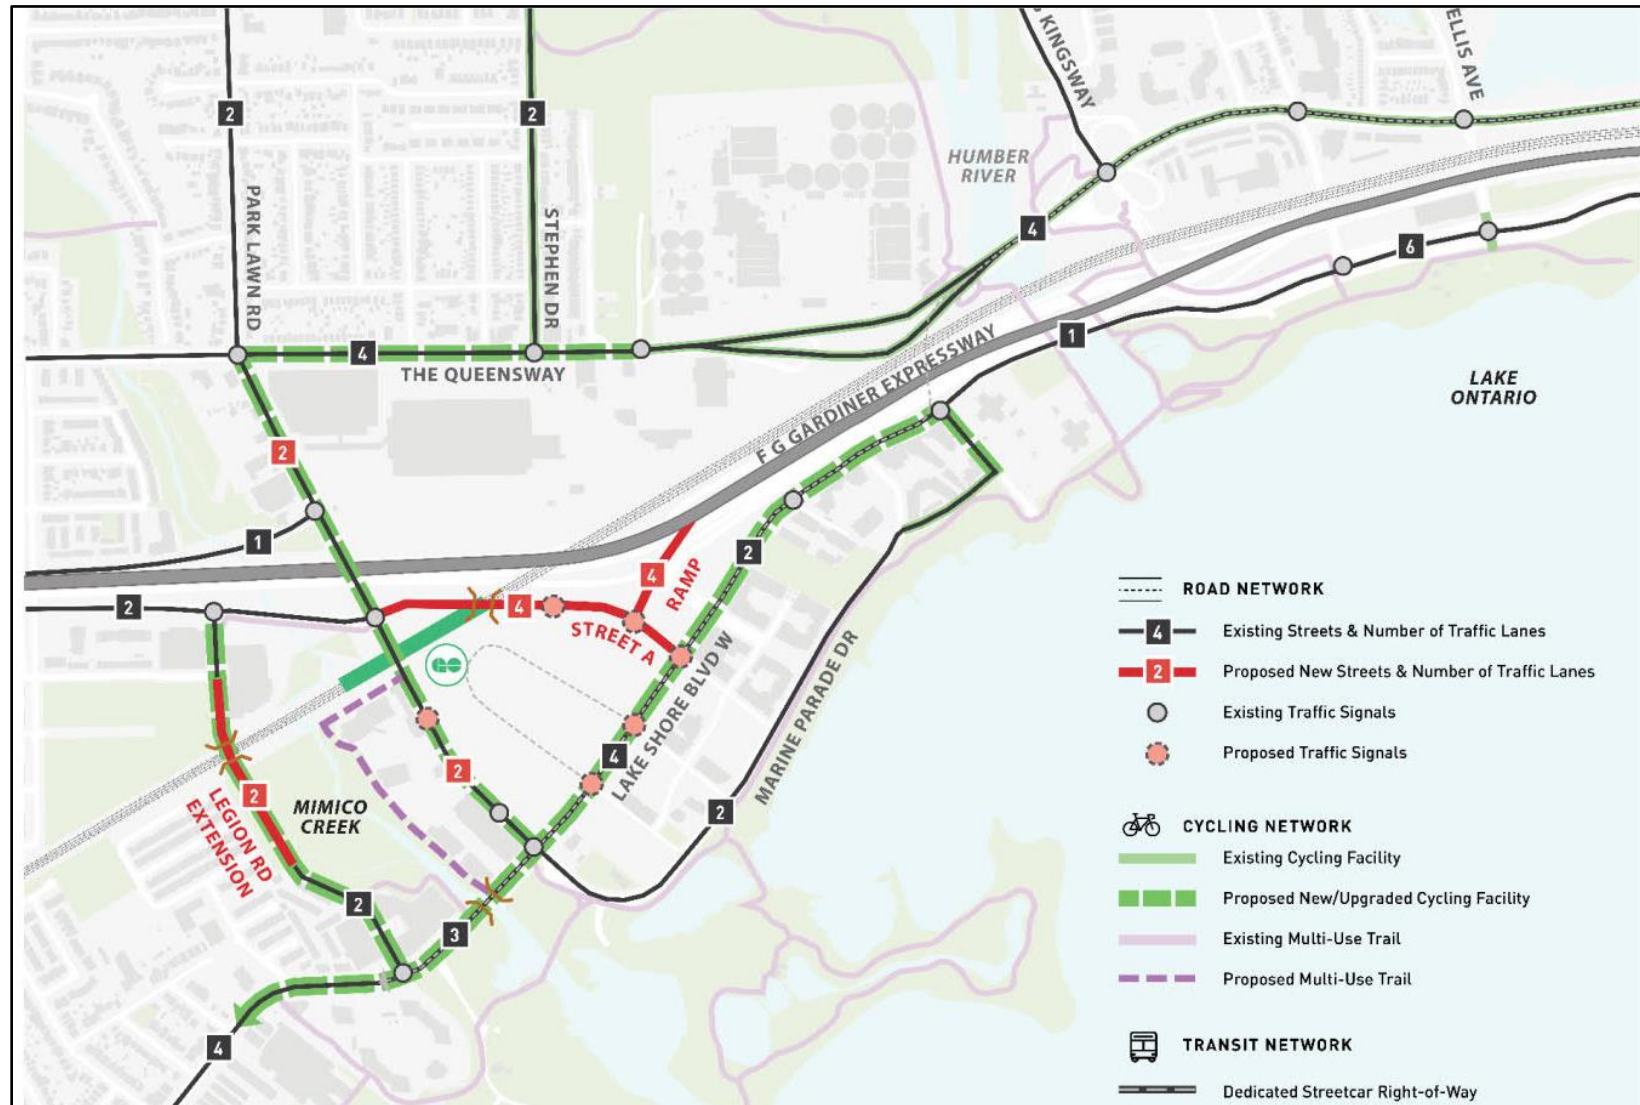 G KINGSWAY
ELLIS AVE
2
2
PARK LAWN RD
STEPHEN DR
HUMBER
RIVER
4
6
4
THE QUEENSWAY
1
F G GARDINER EXPRESSWAY
LAKE
ONTARIO
2
1
2
2
4
RAMP
4
STREET A
GO
LAKE SHORE BLVD W
MARINE PARADE DR
4
2
2
2
LEGION RD
EXTENSION
MIMICO
CREEK
2
3
4
ROAD NETWORK
4 Existing Streets & Number of Traffic Lanes
2 Proposed New Streets & Number of Traffic Lanes
Existing Traffic Signals
Proposed Traffic Signals
CYCLING NETWORK
Existing Cycling Facility
Proposed New/Upgraded Cycling Facility
Existing Multi-Use Trail
Proposed Multi-Use Trail
TRANSIT NETWORK
Dedicated Streetcar Right-of-Way